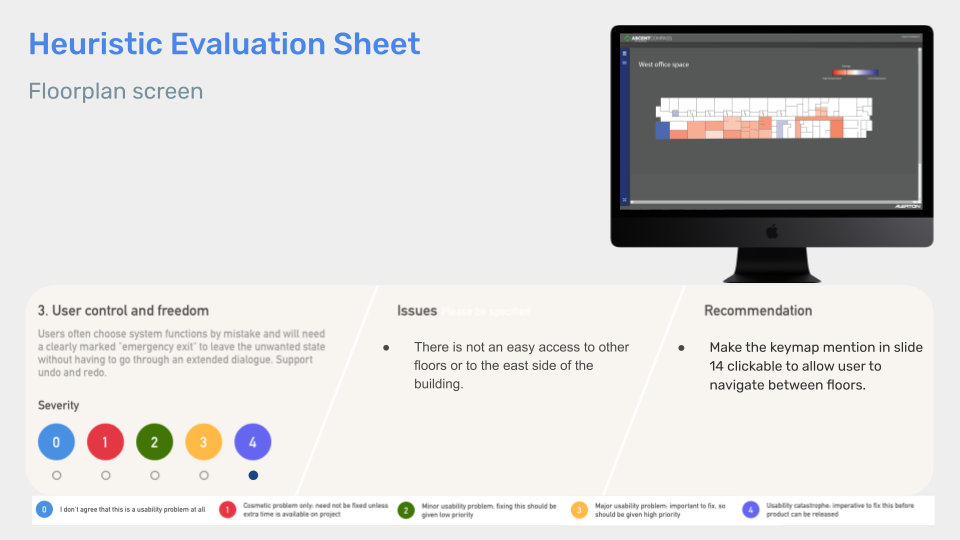 Heuristic Evaluation Sheet
Floorplan screen
ASCENT COMPASS
West office space
ALERTON
3. User control and freedom
Users often choose system functions by mistake and will need
a clearly marked "emergency exit" to leave the unwanted state
without having to go through an extended dialogue. Support
undo and redo.
Severity
0 1 2 3 4
Issues Please be specific!
● There is not an easy access to other
floors or to the east side of the
building.
Recommendation
● Make the keymap mention in slide
14 clickable to allow user to
navigate between floors.
0 I don't agree that this is a usability problem at all
1 Cosmetic problem only: need not be fixed unless
extra time is available on project
2 Minor usability problem: fixing this should be
given low priority
3 Major usability problem: important to fix, so
should be given high priority
4 Usability catastrophe: imperative to fix this before
product can be released